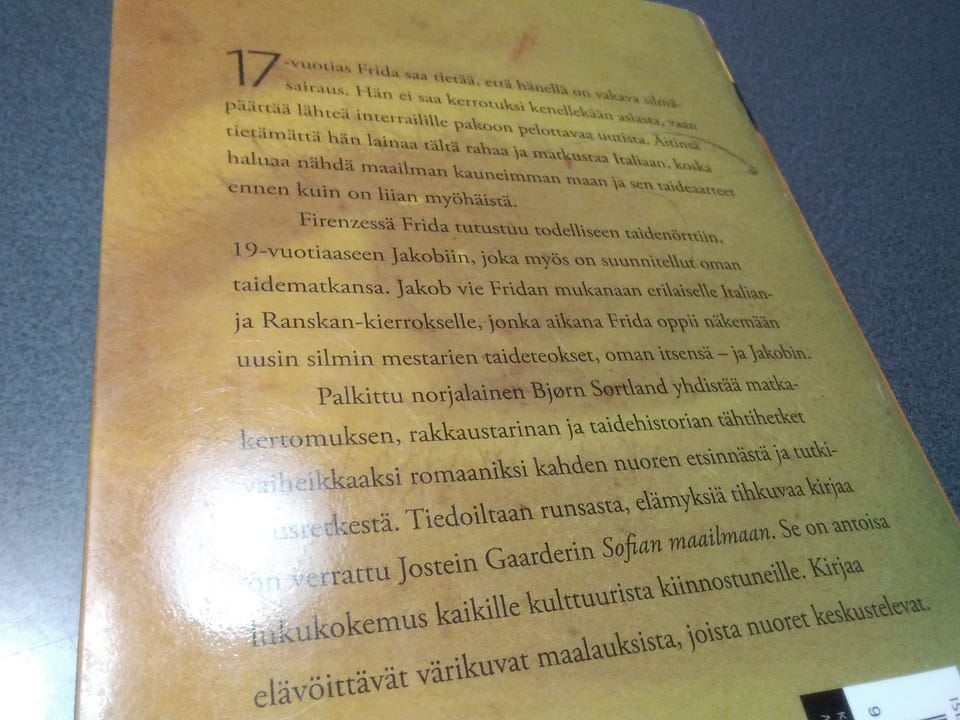 17-vuotias Frida saa tietää, että hänellä on vakava silmä-
sairaus. Hän ei saa kerrotuksi kenellekään asiasta, vaan
päättää lähteä interrailille pakoon pelottavaa uutista. Äitinsä
tietämättä hän lainaa tältä rahaa ja matkustaa Italiaan, koska
haluaa nähdä maailman kauneimman maan ja sen taideaarteet
ennen kuin on liian myöhäistä.
Firenzessä Frida tutustuu todelliseen taidenörttiin,
19-vuotiaaseen Jakobiin, joka myös on suunnitellut oman
taidematkansa. Jakob vie Fridan mukanaan erilaiselle Italian-
ja Ranskan-kierrokselle, jonka aikana Frida oppii näkemään
uusin silmin mestarien taideteokset, oman itsensä – ja Jakobin.
Palkittu norjalainen Bjørn Sortland yhdistää matka-
kertomuksen, rakkaustarinan ja taidehistorian tähtihetket
vaiheikkaaksi romaaniksi kahden nuoren etsinnästä ja tutki-
musretkestä. Tiedoiltaan runsasta, elämyksiä tihkuvaa kirjaa
on verrattu Jostein Gaarderin Sofian maailmaan. Se on antoisa
lukukokemus kaikille kulttuurista kiinnostuneille. Kirjaa
elävöittävät värikuvat maalauksista, joista nuoret keskustelevat.